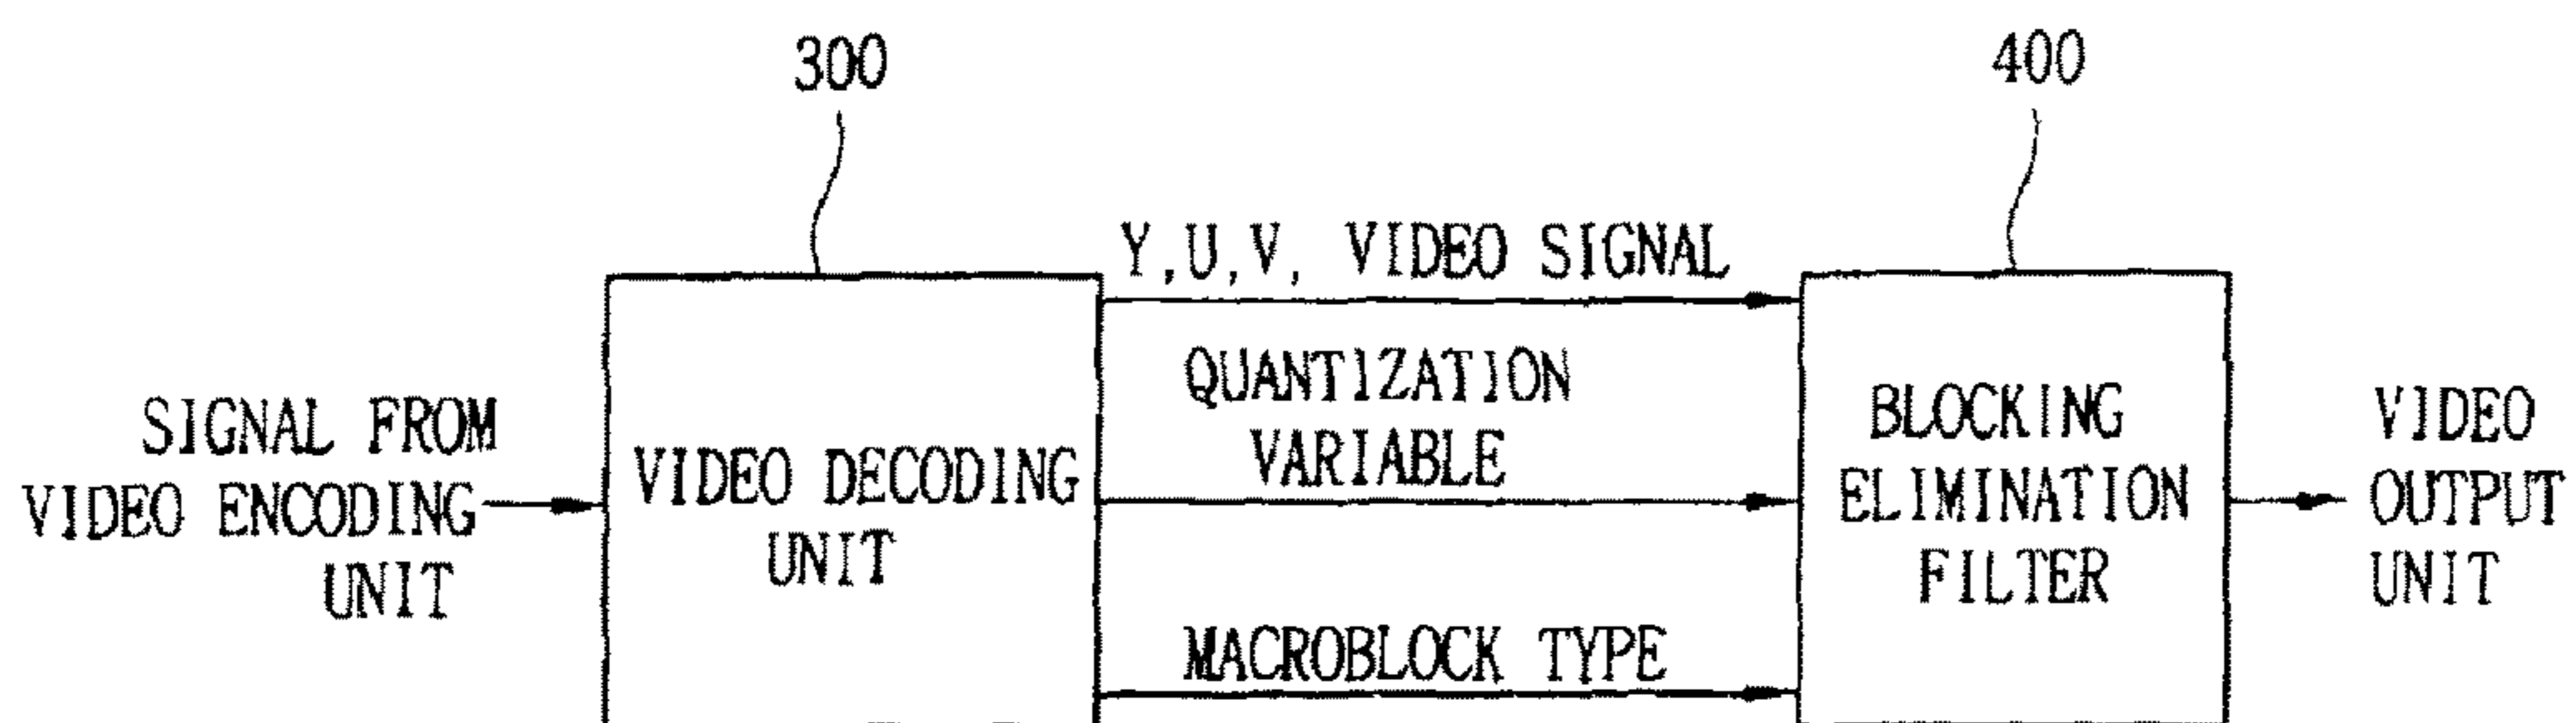 300
400
Y,U,V, VIDEO SIGNAL
QUANTIZATION
VARIABLE
MACROBLOCK TYPE
SIGNAL FROM
VIDEO ENCODING
UNIT
VIDEO DECODING
UNIT
BLOCKING
ELIMINATION
FILTER
VIDEO
OUTPUT
UNIT